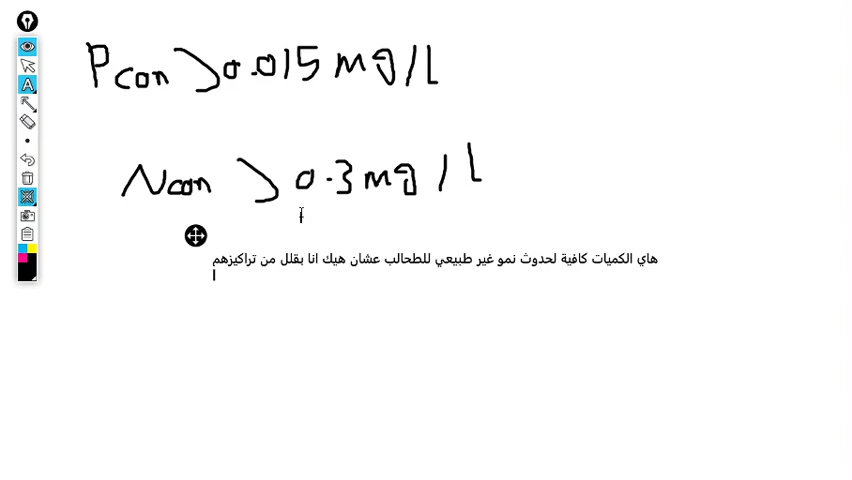 Pcon > 0.015 mg/L
Ncon > 0.3 mg/L
هاي الكميات كافية لحدوث نمو غير طبيعي للطحالب عشان هيك انا بقلل من تراكيزهم